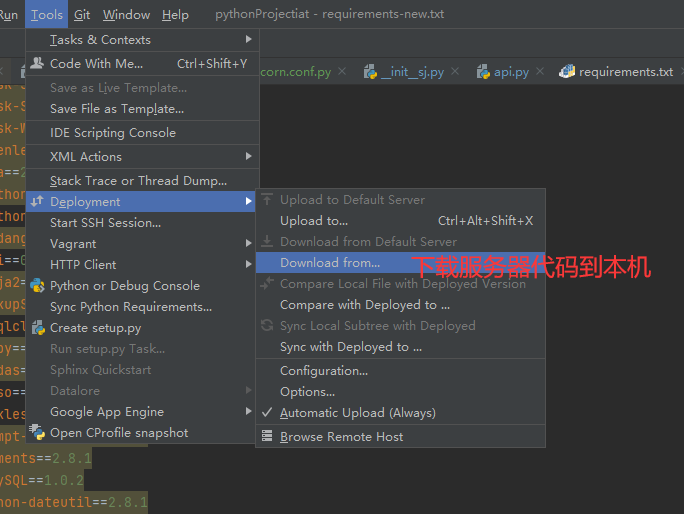 Run Tools Git Window Help pythonProjectiat - requirements-new.txt
corn.conf.py __init__sj.py api.py requirements.txt
Tasks & Contexts
Code With Me... Ctrl+Shift+Y
Save as Live Template...
Save File as Template...
IDE Scripting Console
XML Actions
Stack Trace or Thread Dump...
Deployment
Start SSH Session...
Vagrant
HTTP Client
Python or Debug Console
Sync Python Requirements...
Create setup.py
Run setup.py Task...
Sphinx Quickstart
Datalore
Google App Engine
Open CProfile snapshot
Upload to Default Server
Upload to... Ctrl+Alt+Shift+X
Download from Default Server
Download from...
下载服务器代码到本机
Compare Local File with Deployed Version
Compare with Deployed to ...
Sync Local Subtree with Deployed
Sync with Deployed to ...
Configuration...
Options...
Automatic Upload (Always)
Browse Remote Host
ments==2.8.1
ySQL==1.0.2
hon-dateutil==2.8.1